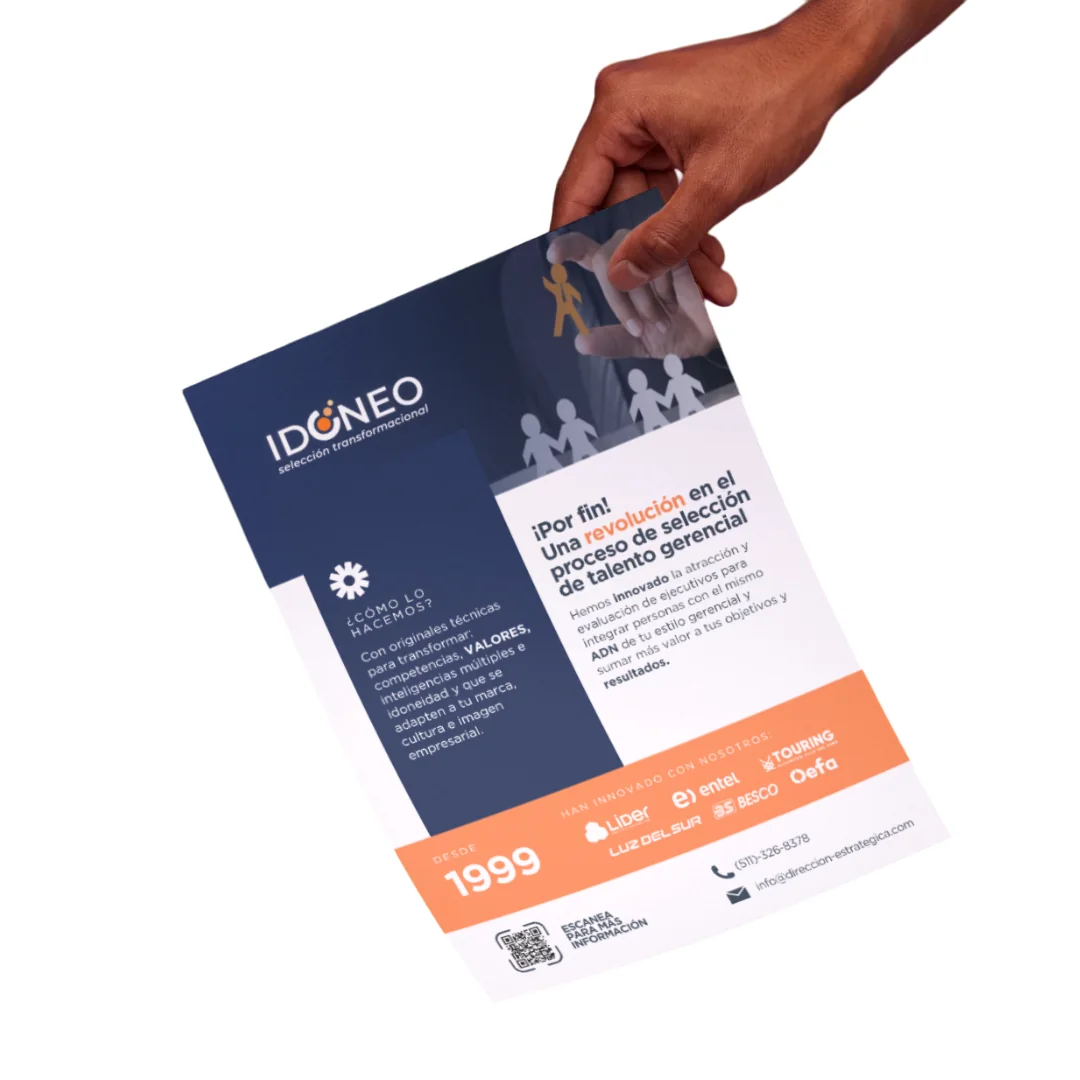 IDONEO
selección transformacional
¿CÓMO LO
HACEMOS?
Con originales técnicas
para transformar:
competencias, VALORES,
inteligencias múltiples e
idoneidad y que se
adapten a tu marca,
cultura e imagen
empresarial.
¡Por fin!
Una revolución en el
proceso de selección
de talento gerencial
Hemos innovado la atracción y
evaluación de ejecutivos para
integrar personas con el mismo
ADN de tu estilo gerencial y
sumar más valor a tus objetivos y
resultados.
DESDE
1999
HAN INNOVADO CON NOSOTROS:
LiDer
e) entel
TOURING
LUZ DEL SUR
BESCO
Oefa
ESCANEA
PARA MÁS
INFORMACIÓN
(511)-326-8378
info@direccion-estrategica.com